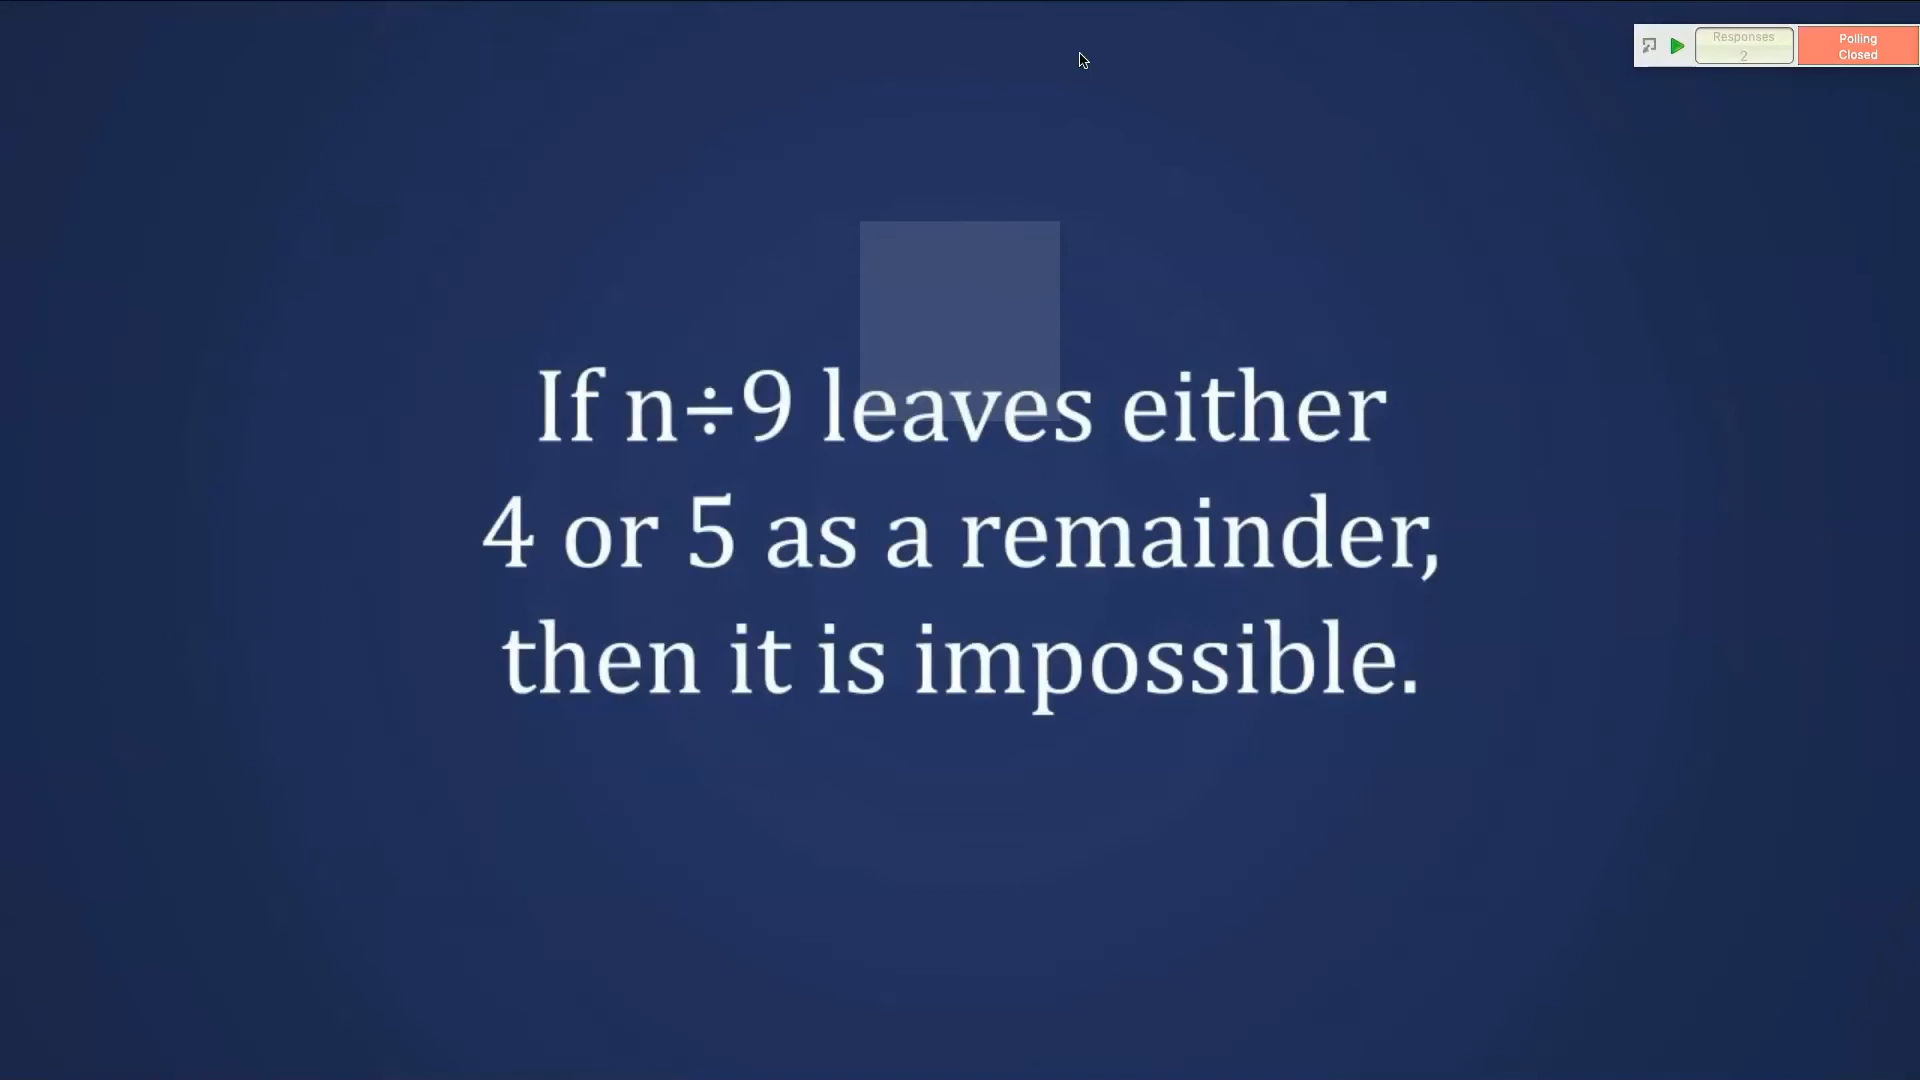 Responses
2
Polling
Closed
If n÷9 leaves either
4 or 5 as a remainder,
then it is impossible.